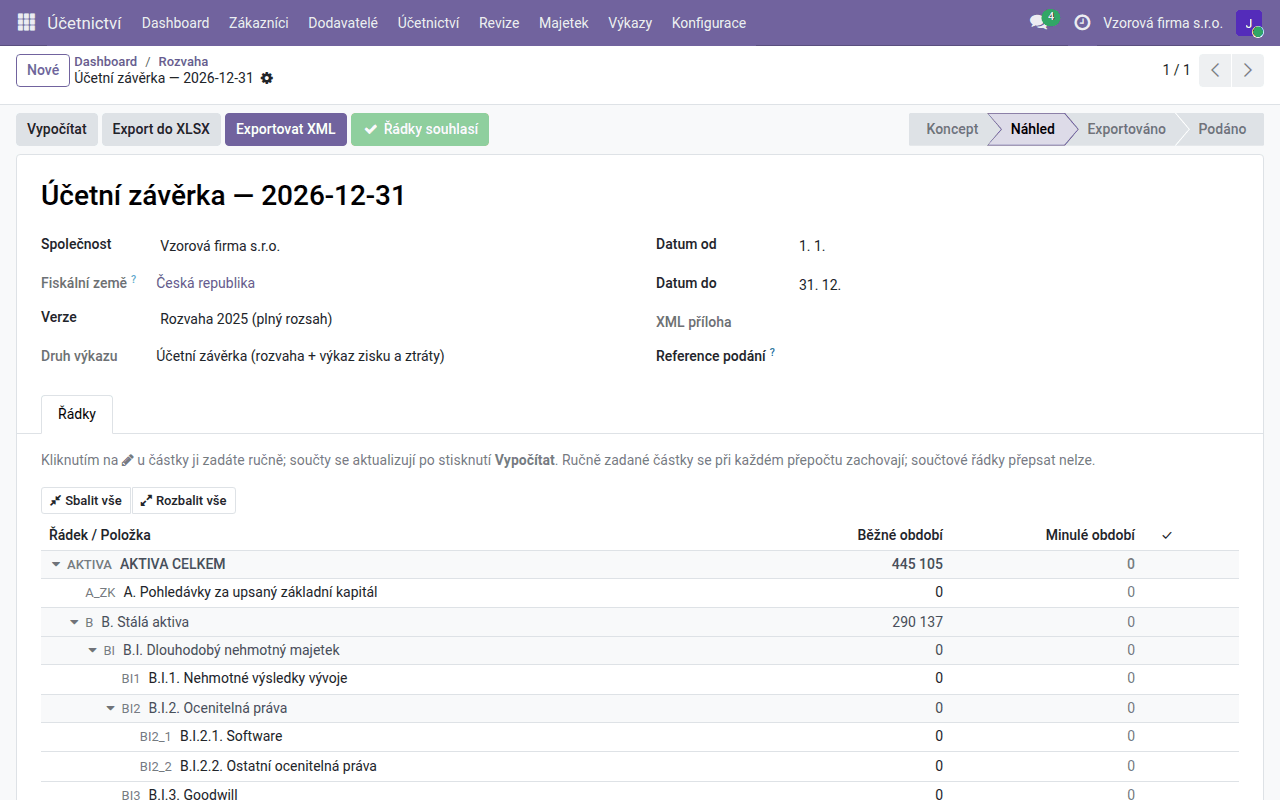 Účetnictví Dashboard Zákazníci Dodavatelé Účetnictví Revize Majetek Výkazy Konfigurace 4 Vzorová firma s.r.o. J
Nové Dashboard / Rozvaha
Účetní závěrka — 2026-12-31
1 / 1
Vypočítat Export do XLSX Exportovat XML Řádky souhlasí Koncept Náhled Exportováno Podáno
Účetní závěrka — 2026-12-31
Společnost Vzorová firma s.r.o. Datum od 1. 1.
Fiskální země ? Česká republika Datum do 31. 12.
Verze Rozvaha 2025 (plný rozsah) XML příloha
Druh výkazu Účetní závěrka (rozvaha + výkaz zisku a ztráty) Reference podání ?
Řádky
Kliknutím na u částky ji zadáte ručně; součty se aktualizují po stisknutí Vypočítat. Ručně zadané částky se při každém přepočtu zachovají; součtové řádky přepsat nelze.
Sbalit vše Rozbalit vše
Řádek / Položka Běžné období Minulé období ✓
AKTIVA AKTIVA CELKEM 445 105 0
A_ZK A. Pohledávky za upsaný základní kapitál 0 0
B B. Stálá aktiva 290 137 0
BI B.I. Dlouhodobý nehmotný majetek 0 0
BI1 B.I.1. Nehmotné výsledky vývoje 0 0
BI2 B.I.2. Ocenitelná práva 0 0
BI2_1 B.I.2.1. Software 0 0
BI2_2 B.I.2.2. Ostatní ocenitelná práva 0 0
BI3 B.I.3. Goodwill 0 0